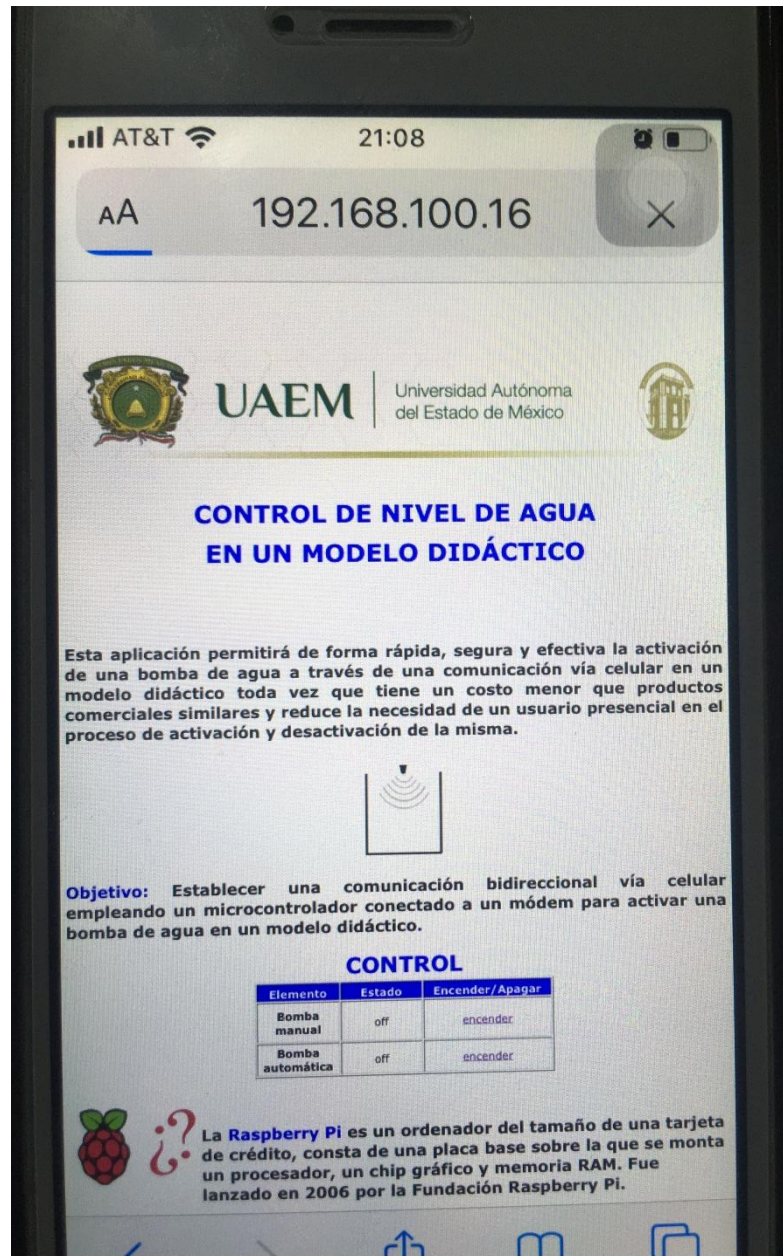 AT&T 21:08
AA 192.168.100.16
UAEM Universidad Autónoma
del Estado de México
CONTROL DE NIVEL DE AGUA
EN UN MODELO DIDÁCTICO
Esta aplicación permitirá de forma rápida, segura y efectiva la activación
de una bomba de agua a través de una comunicación vía celular en un
modelo didáctico toda vez que tiene un costo menor que productos
comerciales similares y reduce la necesidad de un usuario presencial en el
proceso de activación y desactivación de la misma.
Objetivo: Establecer una comunicación bidireccional vía celular
empleando un microcontrolador conectado a un módem para activar una
bomba de agua en un modelo didáctico.
CONTROL
Elemento Estado Encender/Apagar
Bomba
manual off encender
Bomba
automática off encender
¿? La Raspberry Pi es un ordenador del tamaño de una tarjeta
de crédito, consta de una placa base sobre la que se monta
un procesador, un chip gráfico y memoria RAM. Fue
lanzado en 2006 por la Fundación Raspberry Pi.